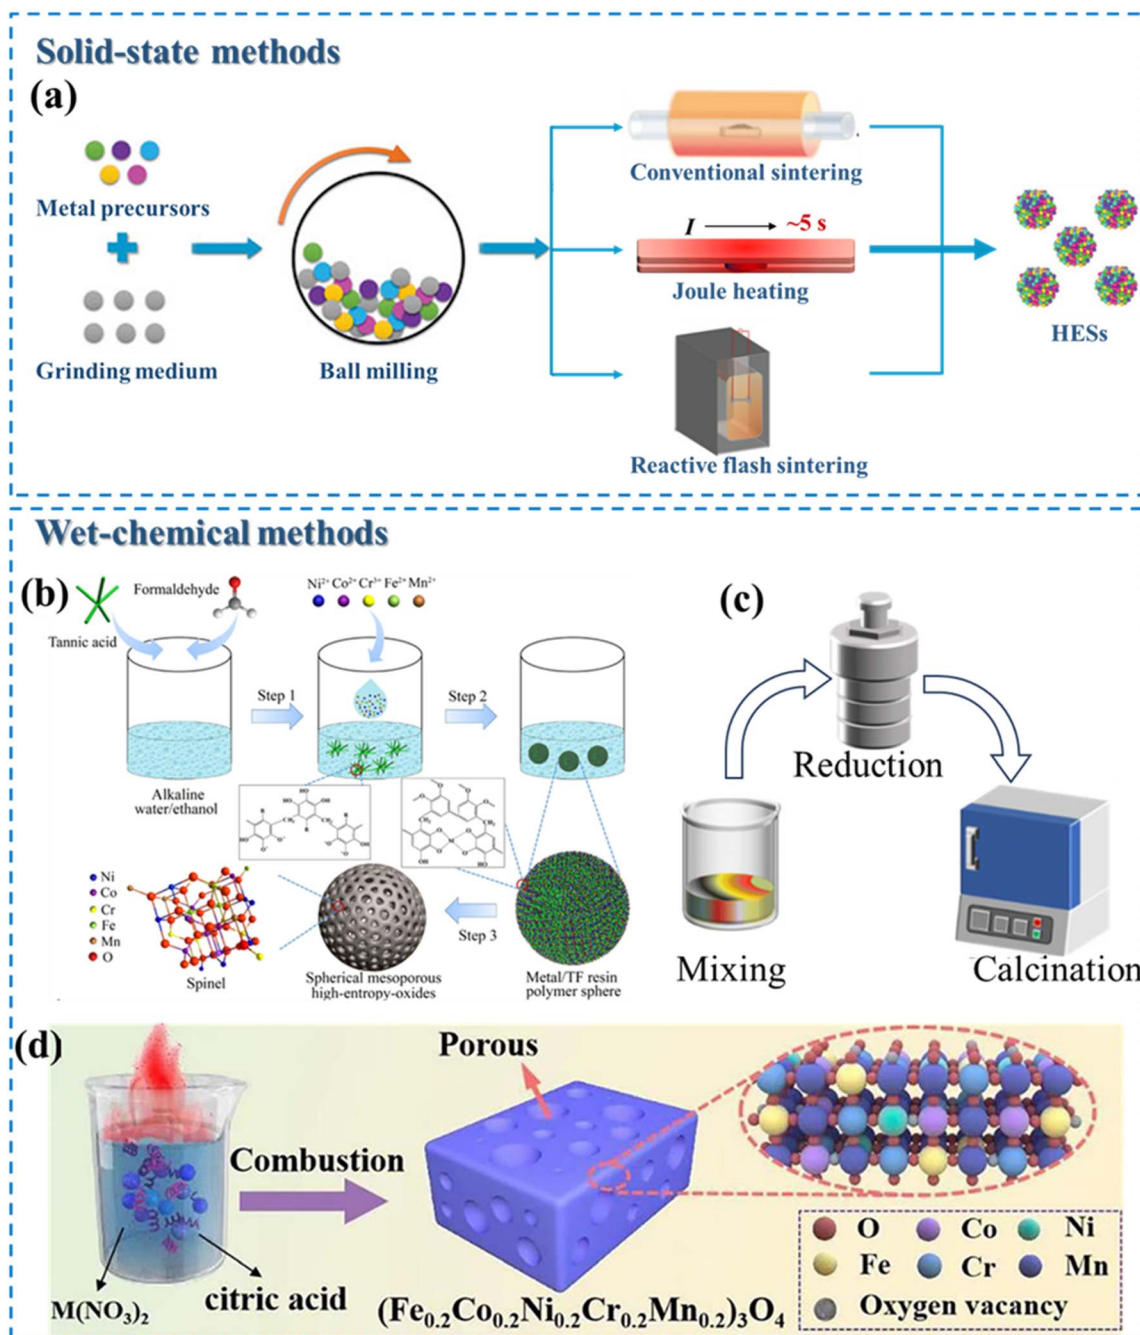 Solid-state methods
(a)
Metal precursors
Grinding medium
Ball milling
Conventional sintering
I
~5 s
Joule heating
Reactive flash sintering
HESs
Wet-chemical methods
(b)
Tannic acid
Formaldehyde
Ni²⁺ Co²⁺ Cr³⁺ Fe²⁺ Mn²⁺
Step 1
Step 2
Alkaline
water/ethanol
Ni
Co
Cr
Fe
Mn
O
Spinel
Spherical mesoporous
high-entropy-oxides
Step 3
Metal/TF resin
polymer sphere
(c)
Mixing
Reduction
Calcination
(d)
M(NO₃)₂
citric acid
Combustion
Porous
(Fe₀.₂Co₀.₂Ni₀.₂Cr₀.₂Mn₀.₂)₃O₄
O Co Ni
Fe Cr Mn
Oxygen vacancy